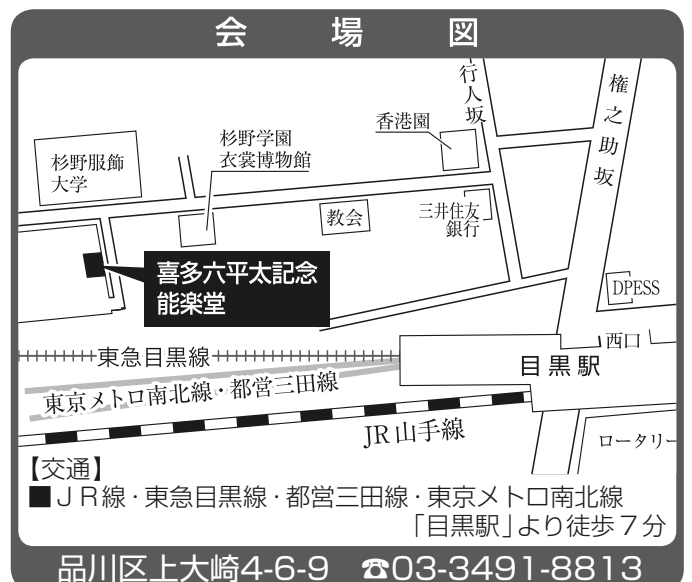 会場図
行人坂
権之助坂
香港園
杉野学園
衣裳博物館
杉野服飾
大学
教会
三井住友
銀行
喜多六平太記念
能楽堂
DPESS
西口
目黒駅
東急目黒線
東京メトロ南北線・都営三田線
JR山手線
ロータリー
【交通】
■JR線・東急目黒線・都営三田線・東京メトロ南北線
「目黒駅」より徒歩7分
品川区上大崎4-6-9 ☎03-3491-8813